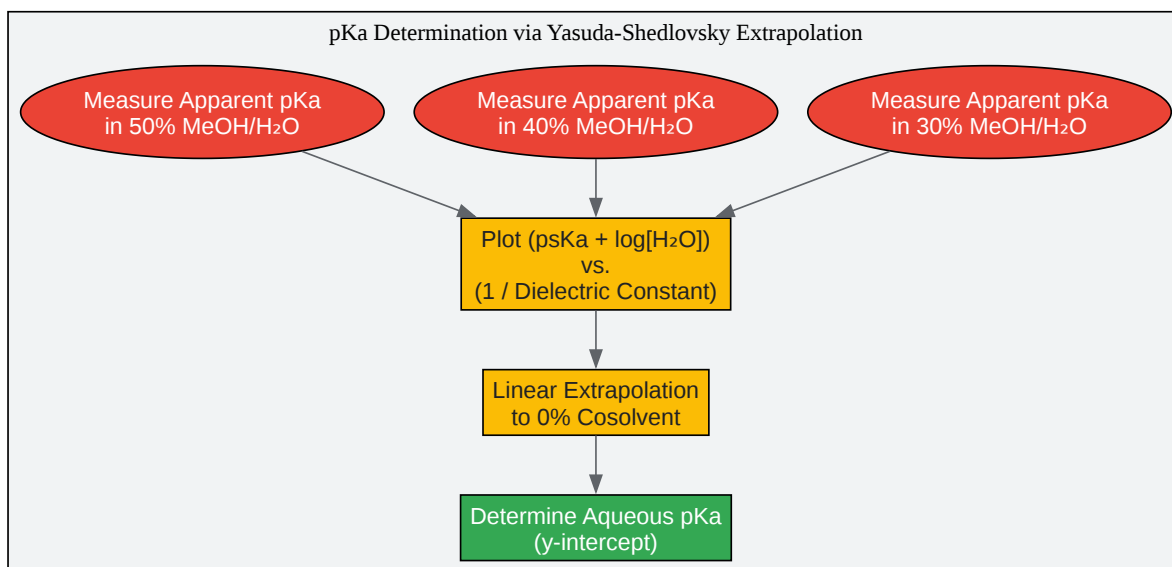 pKa Determination via Yasuda-Shedlovsky Extrapolation
Measure Apparent pKa
in 50% MeOH/H₂O
Measure Apparent pKa
in 40% MeOH/H₂O
Measure Apparent pKa
in 30% MeOH/H₂O
Plot (psKa + log[H₂O])
vs.
(1 / Dielectric Constant)
Linear Extrapolation
to 0% Cosolvent
Determine Aqueous pKa
(y-intercept)